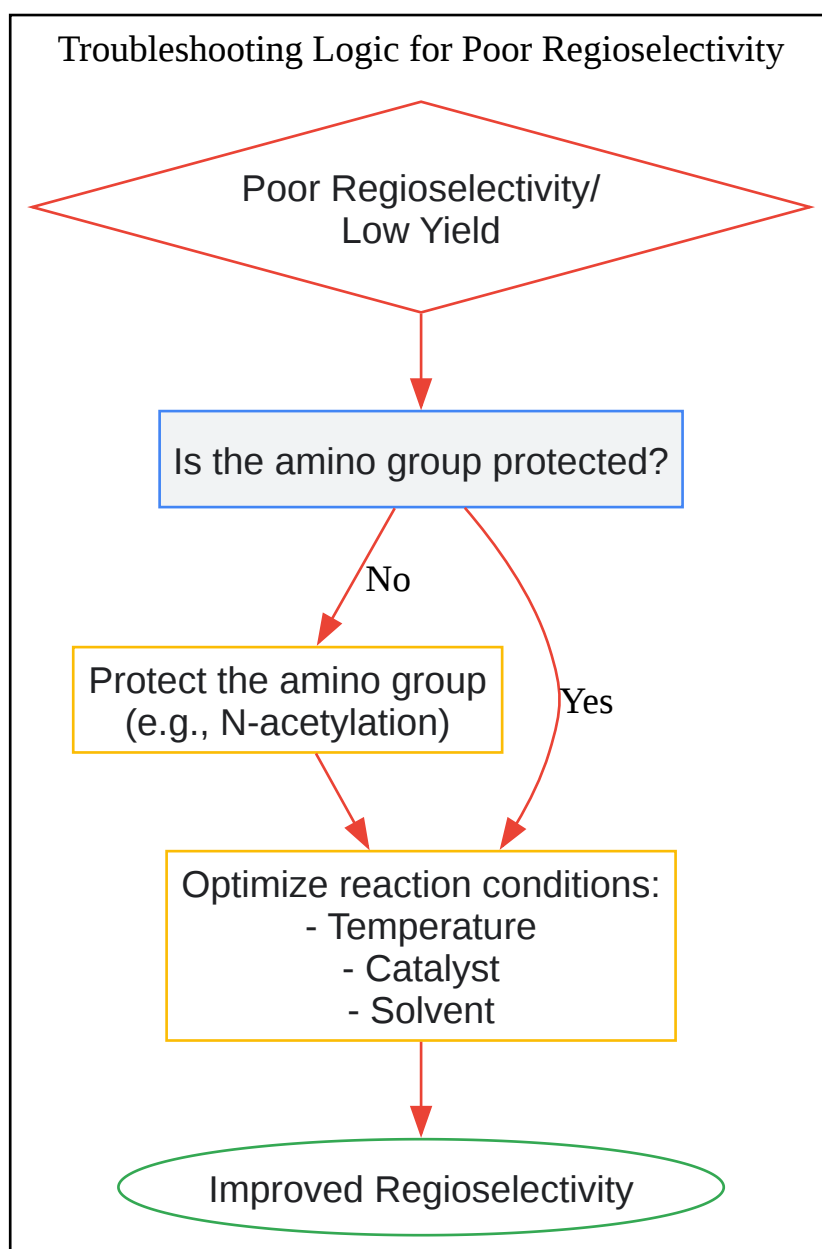 Troubleshooting Logic for Poor Regioselectivity
Poor Regioselectivity/
Low Yield
Is the amino group protected?
No
Protect the amino group
(e.g., N-acetylation)
Yes
Optimize reaction conditions:
- Temperature
- Catalyst
- Solvent
Improved Regioselectivity